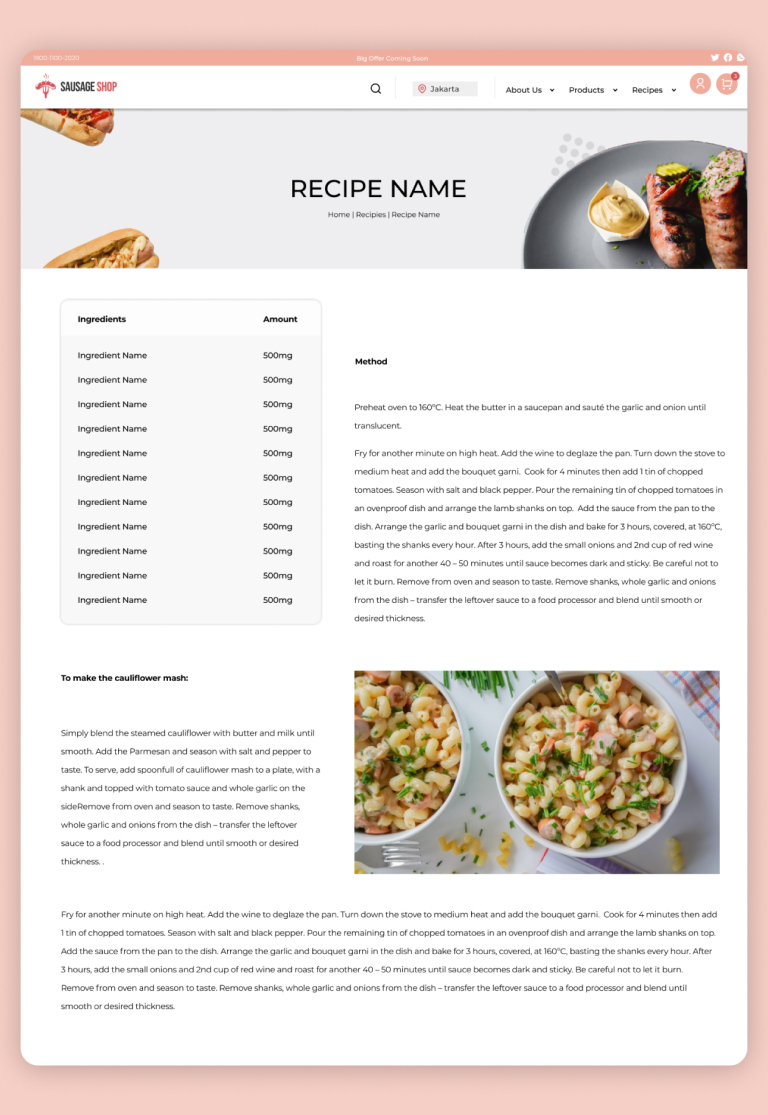 1800-1100-2020
Big Offer Coming Soon
SAUSAGE SHOP
Jakarta
About Us
Products
Recipes
3
RECIPE NAME
Home | Recipies | Recipe Name
Ingredients Amount
Ingredient Name 500mg
Ingredient Name 500mg
Ingredient Name 500mg
Ingredient Name 500mg
Ingredient Name 500mg
Ingredient Name 500mg
Ingredient Name 500mg
Ingredient Name 500mg
Ingredient Name 500mg
Ingredient Name 500mg
Ingredient Name 500mg
Method
Preheat oven to 160°C. Heat the butter in a saucepan and sauté the garlic and onion until
translucent.
Fry for another minute on high heat. Add the wine to deglaze the pan. Turn down the stove to
medium heat and add the bouquet garni. Cook for 4 minutes then add 1 tin of chopped
tomatoes. Season with salt and black pepper. Pour the remaining tin of chopped tomatoes in
an ovenproof dish and arrange the lamb shanks on top. Add the sauce from the pan to the
dish. Arrange the garlic and bouquet garni in the dish and bake for 3 hours, covered, at 160°C,
basting the shanks every hour. After 3 hours, add the small onions and 2nd cup of red wine
and roast for another 40 – 50 minutes until sauce becomes dark and sticky. Be careful not to
let it burn. Remove from oven and season to taste. Remove shanks, whole garlic and onions
from the dish – transfer the leftover sauce to a food processor and blend until smooth or
desired thickness.
To make the cauliflower mash:
Simply blend the steamed cauliflower with butter and milk until
smooth. Add the Parmesan and season with salt and pepper to
taste. To serve, add spoonfull of cauliflower mash to a plate, with a
shank and topped with tomato sauce and whole garlic on the
sideRemove from oven and season to taste. Remove shanks,
whole garlic and onions from the dish – transfer the leftover
sauce to a food processor and blend until smooth or desired
thickness. .
Fry for another minute on high heat. Add the wine to deglaze the pan. Turn down the stove to medium heat and add the bouquet garni. Cook for 4 minutes then add
1 tin of chopped tomatoes. Season with salt and black pepper. Pour the remaining tin of chopped tomatoes in an ovenproof dish and arrange the lamb shanks on top.
Add the sauce from the pan to the dish. Arrange the garlic and bouquet garni in the dish and bake for 3 hours, covered, at 160°C, basting the shanks every hour. After
3 hours, add the small onions and 2nd cup of red wine and roast for another 40 – 50 minutes until sauce becomes dark and sticky. Be careful not to let it burn.
Remove from oven and season to taste. Remove shanks, whole garlic and onions from the dish – transfer the leftover sauce to a food processor and blend until
smooth or desired thickness.